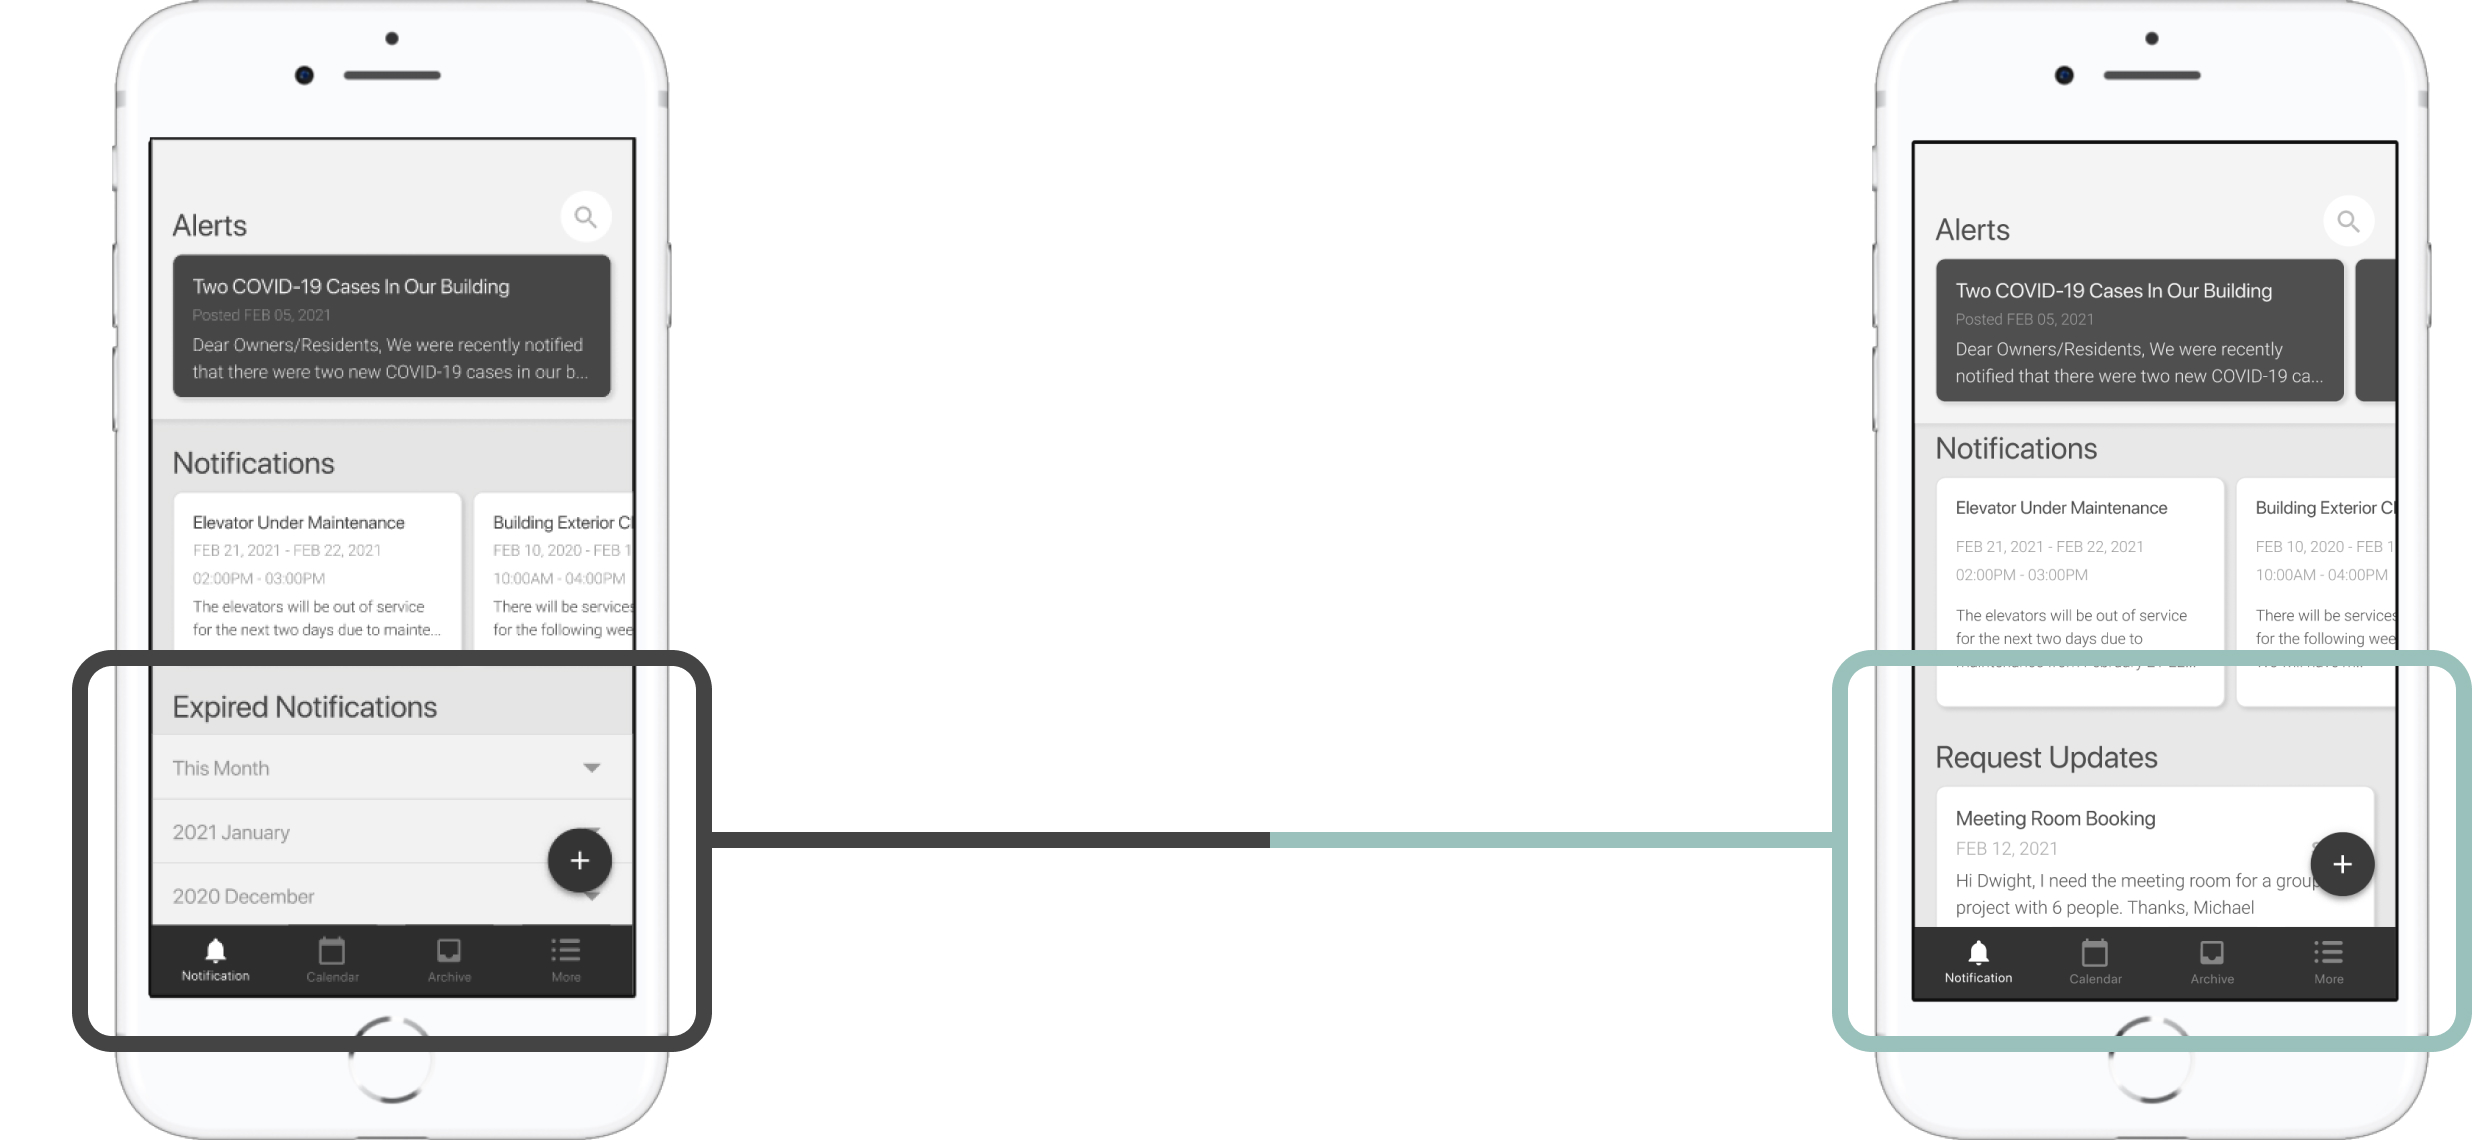 Alerts
Two COVID-19 Cases In Our Building
Posted FEB 05, 2021
Dear Owners/Residents, We were recently notified
that there were two new COVID-19 cases in our b...
Notifications
Elevator Under Maintenance
FEB 21, 2021 - FEB 22, 2021
02:00PM - 03:00PM
The elevators will be out of service
for the next two days due to mainte...
Building Exterior Cl
FEB 10, 2020 - FEB 1
10:00AM - 04:00PM
There will be services
for the following wee
Expired Notifications
This Month
2021 January
2020 December
Notification
Calendar
Archive
More
Alerts
Two COVID-19 Cases In Our Building
Posted FEB 05, 2021
Dear Owners/Residents, We were recently
notified that there were two new COVID-19 ca...
Notifications
Elevator Under Maintenance
FEB 21, 2021 - FEB 22, 2021
02:00PM - 03:00PM
The elevators will be out of service
for the next two days due to
Building Exterior Cl
FEB 10, 2020 - FEB 1
10:00AM - 04:00PM
There will be services
for the following wee
Request Updates
Meeting Room Booking
FEB 12, 2021
Hi Dwight, I need the meeting room for a group
project with 6 people. Thanks, Michael
Notification
Calendar
Archive
More